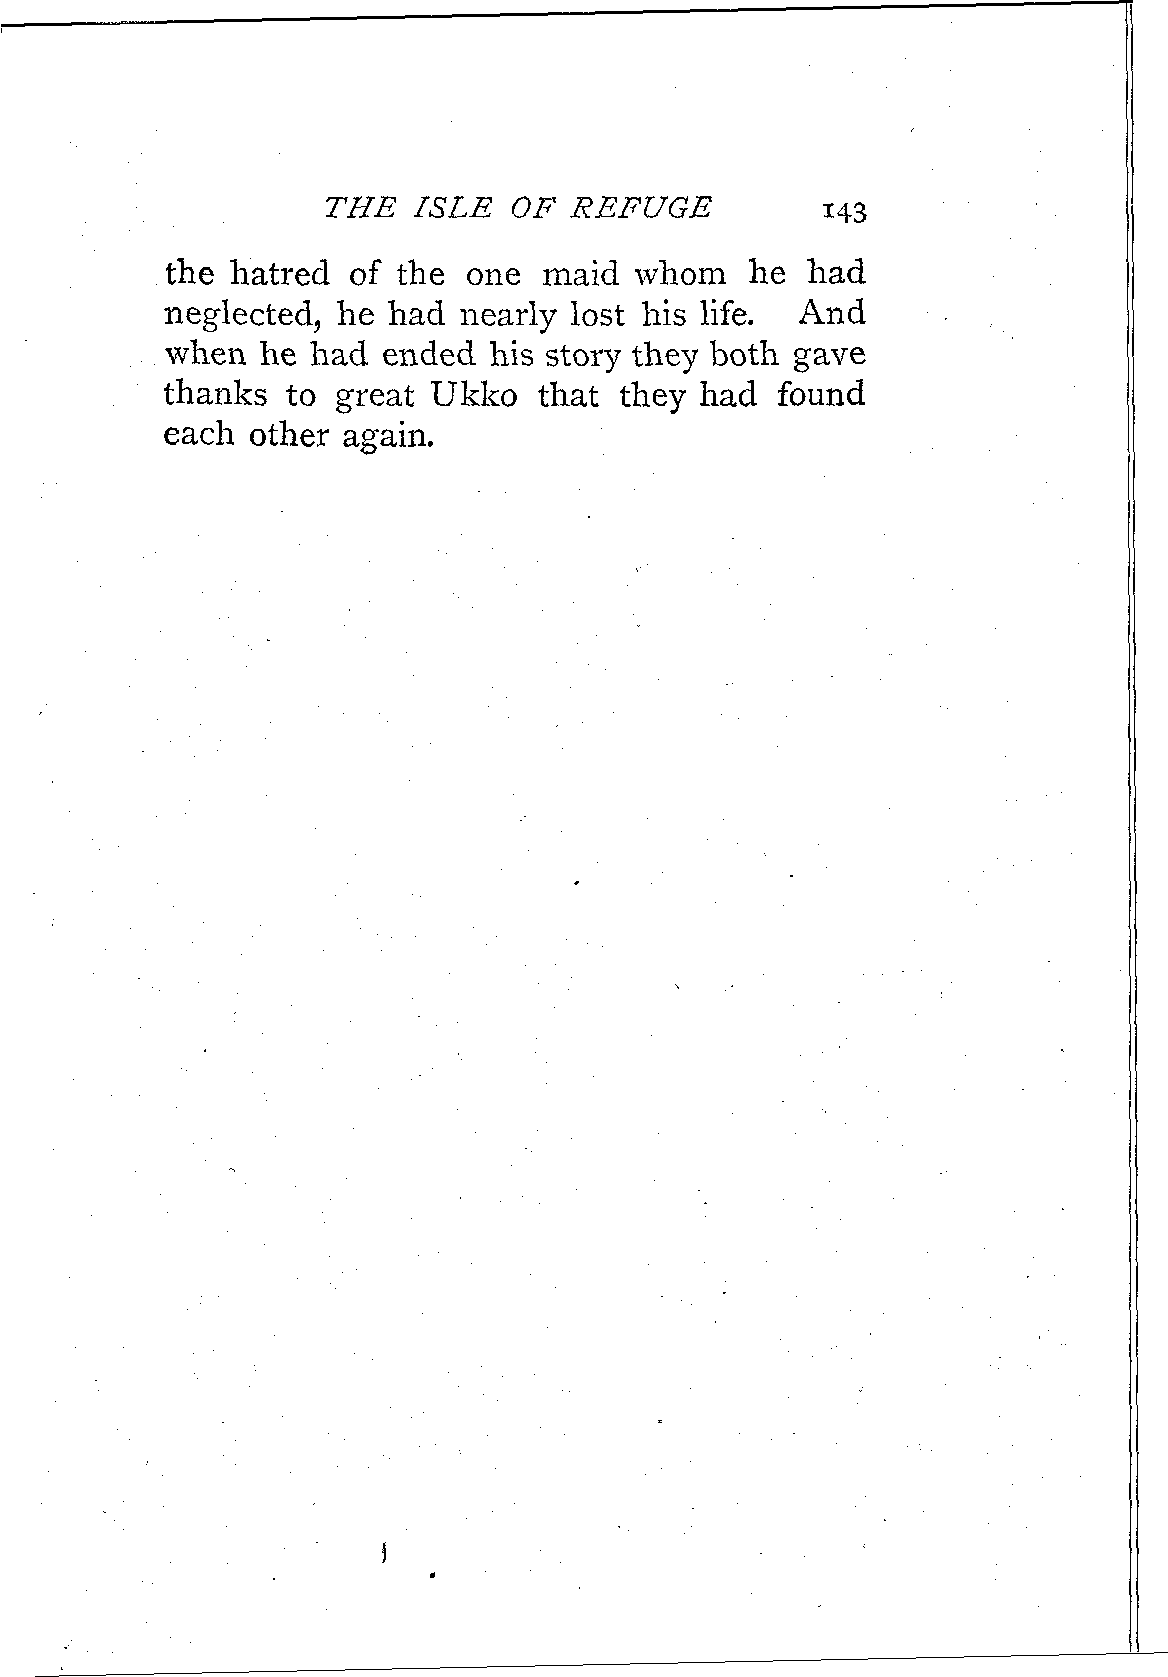 THE ISLE OF REFUGE 143
the hatred of the one maid whom he had
neglected, he had nearly lost his life. And
when he had ended his story they both gave
thanks to great Ukko that they had found
each other again.